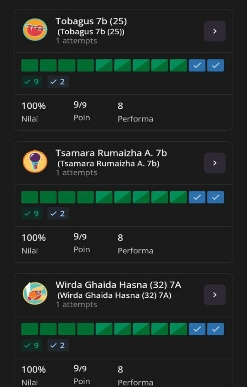 Tobagus 7b (25)
(Tobagus 7b (25))
1 attempts
9 2
100% 9/9 8
Nilai Poin Performa
Tsamara Rumaizha A. 7b
(Tsamara Rumaizha A. 7b)
1 attempts
9 2
100% 9/9 8
Nilai Poin Performa
Wirda Ghaida Hasna (32) 7A
(Wirda Ghaida Hasna (32) 7A)
1 attempts
9 2
100% 9/9 8
Nilai Poin Performa